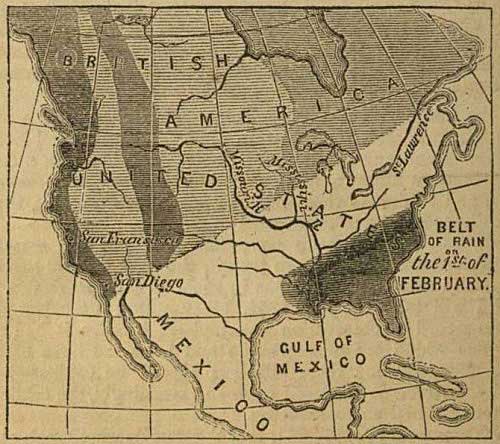 BRITISH
AMERICA
UNITED
STATES
Missouri R.
Mississippi
St. Lawrence
San Fransisco
San Diego
MEXICO
GULF OF
MEXICO
BELT
OF RAIN
on
the 1st. of
FEBRUARY.